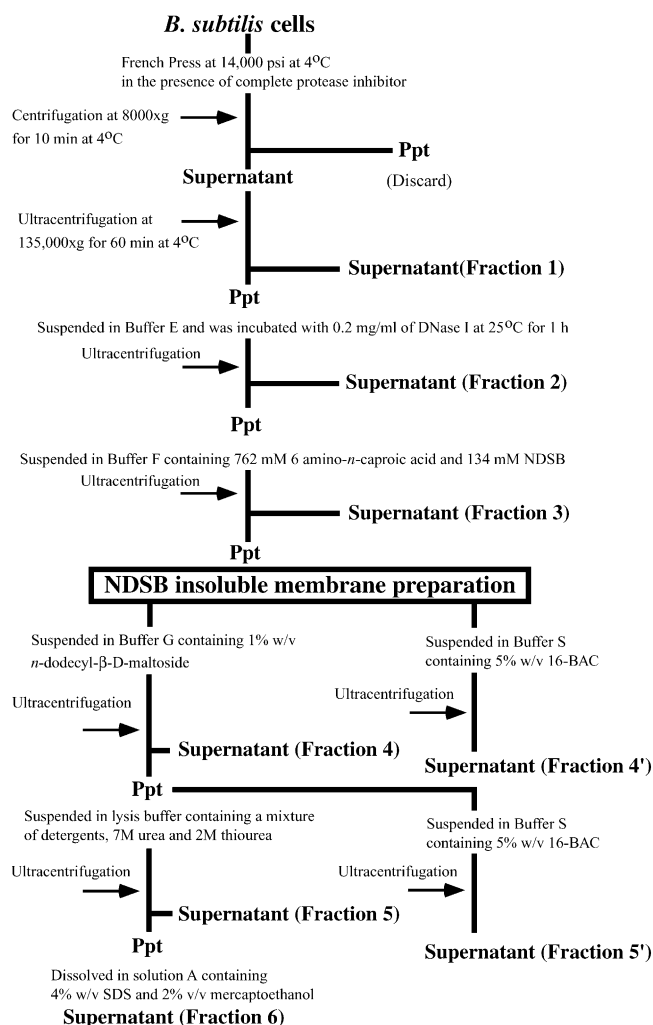 B. subtilis cells
French Press at 14,000 psi at 4°C
in the presence of complete protease inhibitor
Centrifugation at 8000xg
for 10 min at 4°C
Ppt
Supernatant
(Discard)
Ultracentrifugation at
135,000xg for 60 min at 4°C
Supernatant(Fraction 1)
Ppt
Suspended in Buffer E and was incubated with 0.2 mg/ml of DNase I at 25°C for 1 h
Ultracentrifugation
Supernatant (Fraction 2)
Ppt
Suspended in Buffer F containing 762 mM 6 amino-n-caproic acid and 134 mM NDSB
Ultracentrifugation
Supernatant (Fraction 3)
Ppt
NDSB insoluble membrane preparation
Suspended in Buffer G containing 1% w/v
n-dodecyl-β-D-maltoside
Ultracentrifugation
Supernatant (Fraction 4)
Ppt
Suspended in Buffer S
containing 5% w/v 16-BAC
Ultracentrifugation
Supernatant (Fraction 4')
Suspended in lysis buffer containing a mixture
of detergents, 7M urea and 2M thiourea
Ultracentrifugation
Supernatant (Fraction 5)
Ppt
Suspended in Buffer S
containing 5% w/v 16-BAC
Ultracentrifugation
Supernatant (Fraction 5')
Dissolved in solution A containing
4% w/v SDS and 2% v/v mercaptoethanol
Supernatant (Fraction 6)